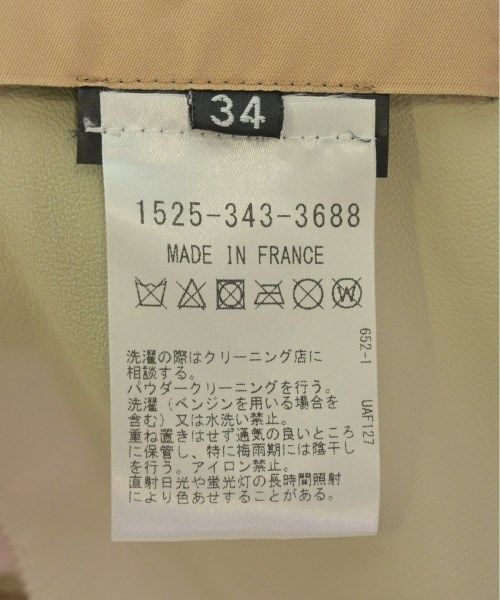 34
1525-343-3688
MADE IN FRANCE
W
洗濯の際はクリーニング店に
相談する。
パウダークリーニングを行う。
洗濯（ベンジンを用いる場合を
含む）又は水洗い禁止。
重ね置きはせず通気の良いところ
に保管し、特に梅雨期には陰干し
を行う。アイロン禁止。
直射日光や蛍光灯の長時間照射
により色あせすることがある。
652-1
UAF127